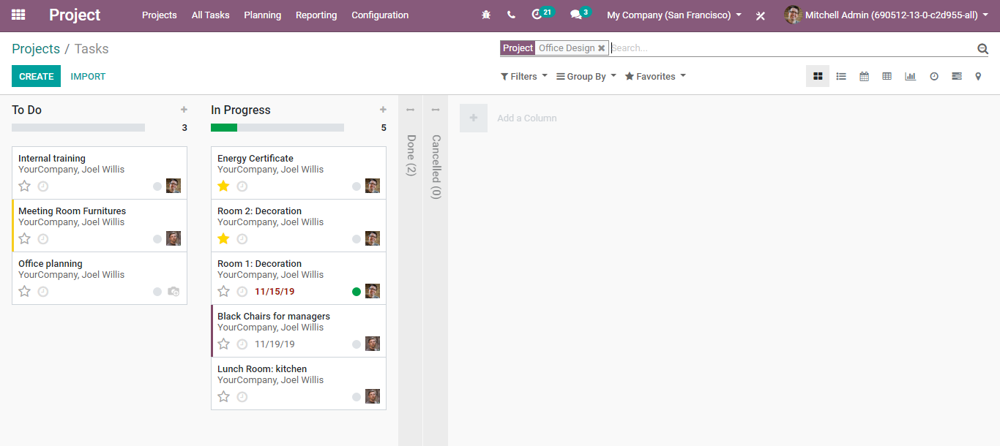 Project Projects All Tasks Planning Reporting Configuration 21 3 My Company (San Francisco) Mitchell Admin (690512-13-0-c2d955-all)
Projects / Tasks
Project Office Design Search...
CREATE IMPORT
Filters Group By Favorites
To Do
3
Internal training
YourCompany, Joel Willis
Meeting Room Furnitures
YourCompany, Joel Willis
Office planning
YourCompany, Joel Willis
In Progress
5
Energy Certificate
YourCompany, Joel Willis
Room 2: Decoration
YourCompany, Joel Willis
Room 1: Decoration
YourCompany, Joel Willis
11/15/19
Black Chairs for managers
YourCompany, Joel Willis
11/19/19
Lunch Room: kitchen
YourCompany, Joel Willis
Done (2)
Cancelled (0)
Add a Column